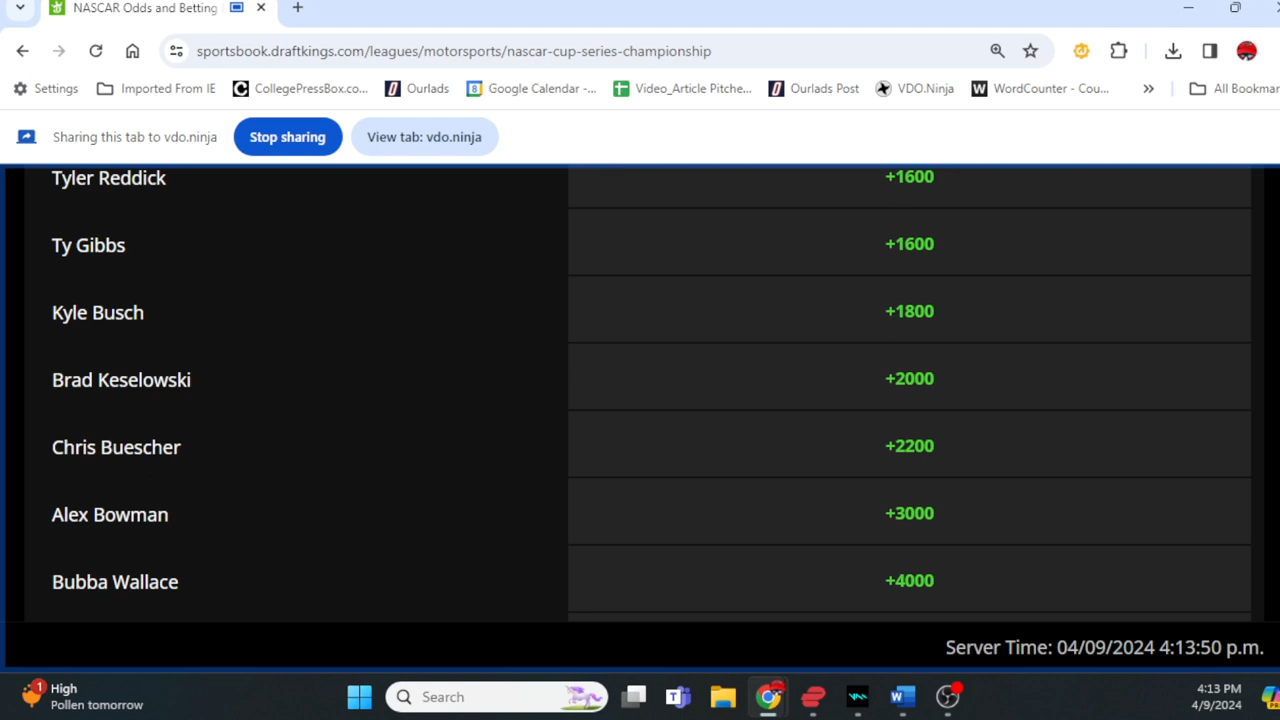 NASCAR Odds and Betting
sportsbook.draftkings.com/leagues/motorsports/nascar-cup-series-championship
Settings Imported From IE CollegePressBox.co... Ourlads Google Calendar -... Video_Article Pitche... Ourlads Post VDO.Ninja WordCounter - Cou... » All Bookmar
Sharing this tab to vdo.ninja Stop sharing View tab: vdo.ninja
Tyler Reddick +1600
Ty Gibbs +1600
Kyle Busch +1800
Brad Keselowski +2000
Chris Buescher +2200
Alex Bowman +3000
Bubba Wallace +4000
Server Time: 04/09/2024 4:13:50 p.m.
1 High
Pollen tomorrow
Search
4:13 PM
4/9/2024